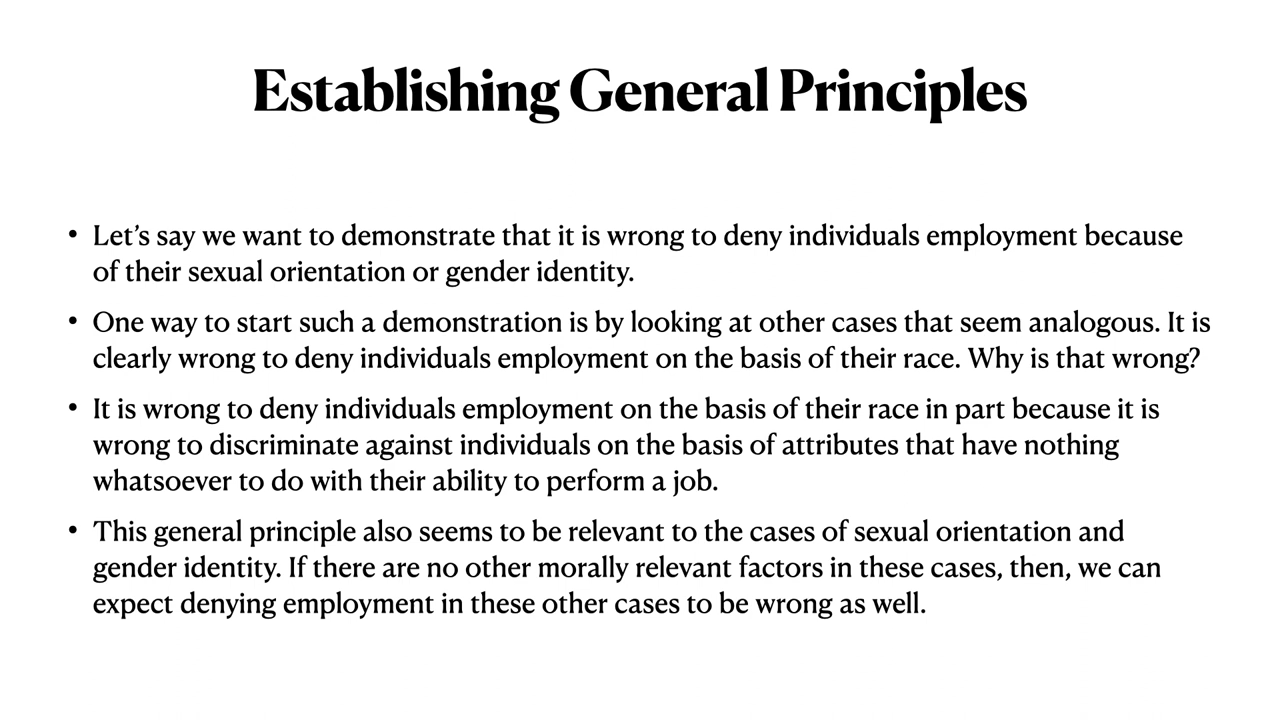 Establishing General Principles
• Let’s say we want to demonstrate that it is wrong to deny individuals employment because
of their sexual orientation or gender identity.
• One way to start such a demonstration is by looking at other cases that seem analogous. It is
clearly wrong to deny individuals employment on the basis of their race. Why is that wrong?
• It is wrong to deny individuals employment on the basis of their race in part because it is
wrong to discriminate against individuals on the basis of attributes that have nothing
whatsoever to do with their ability to perform a job.
• This general principle also seems to be relevant to the cases of sexual orientation and
gender identity. If there are no other morally relevant factors in these cases, then, we can
expect denying employment in these other cases to be wrong as well.